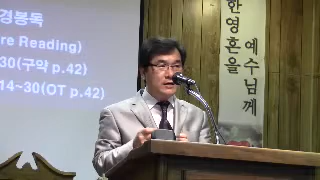 경봉독
re Reading)
30(구약 p.42)
14~30(OT p.42)
한 영혼을
예수님께